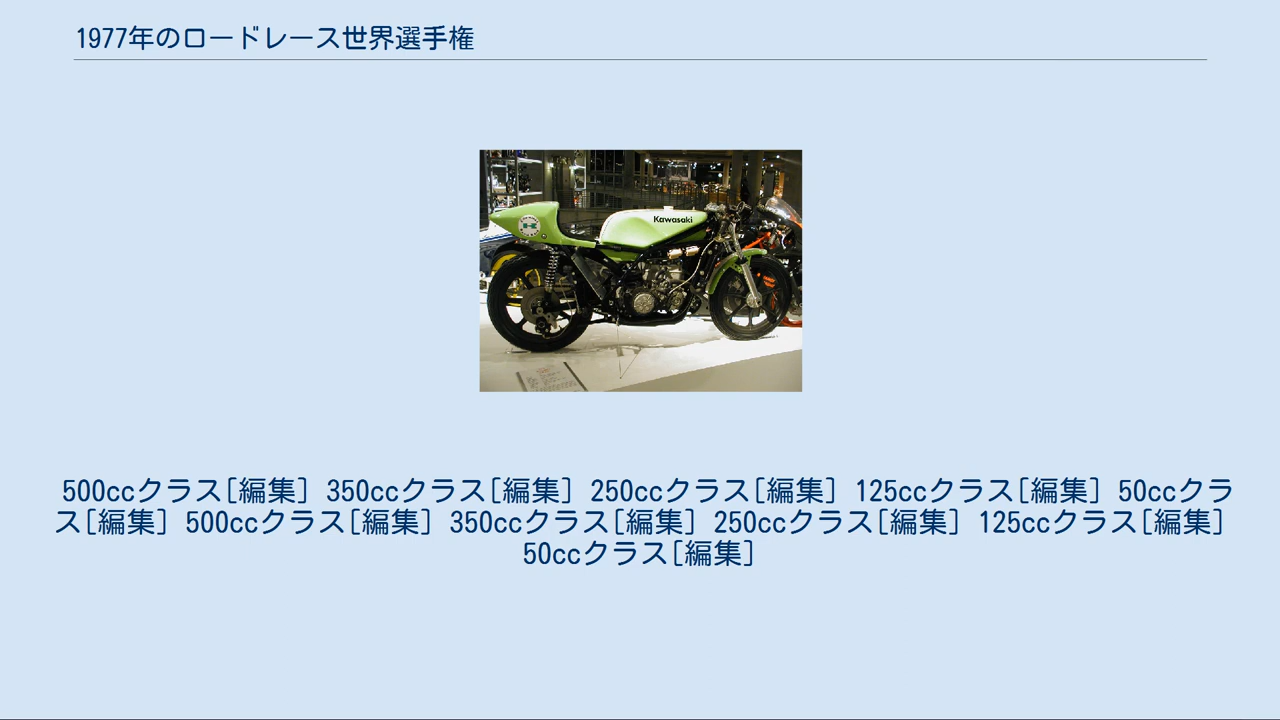 1977年のロードレース世界選手権
Kawasaki
500ccクラス[編集] 350ccクラス[編集] 250ccクラス[編集] 125ccクラス[編集] 50ccクラ
ス[編集] 500ccクラス[編集] 350ccクラス[編集] 250ccクラス[編集] 125ccクラス[編集]
50ccクラス[編集]